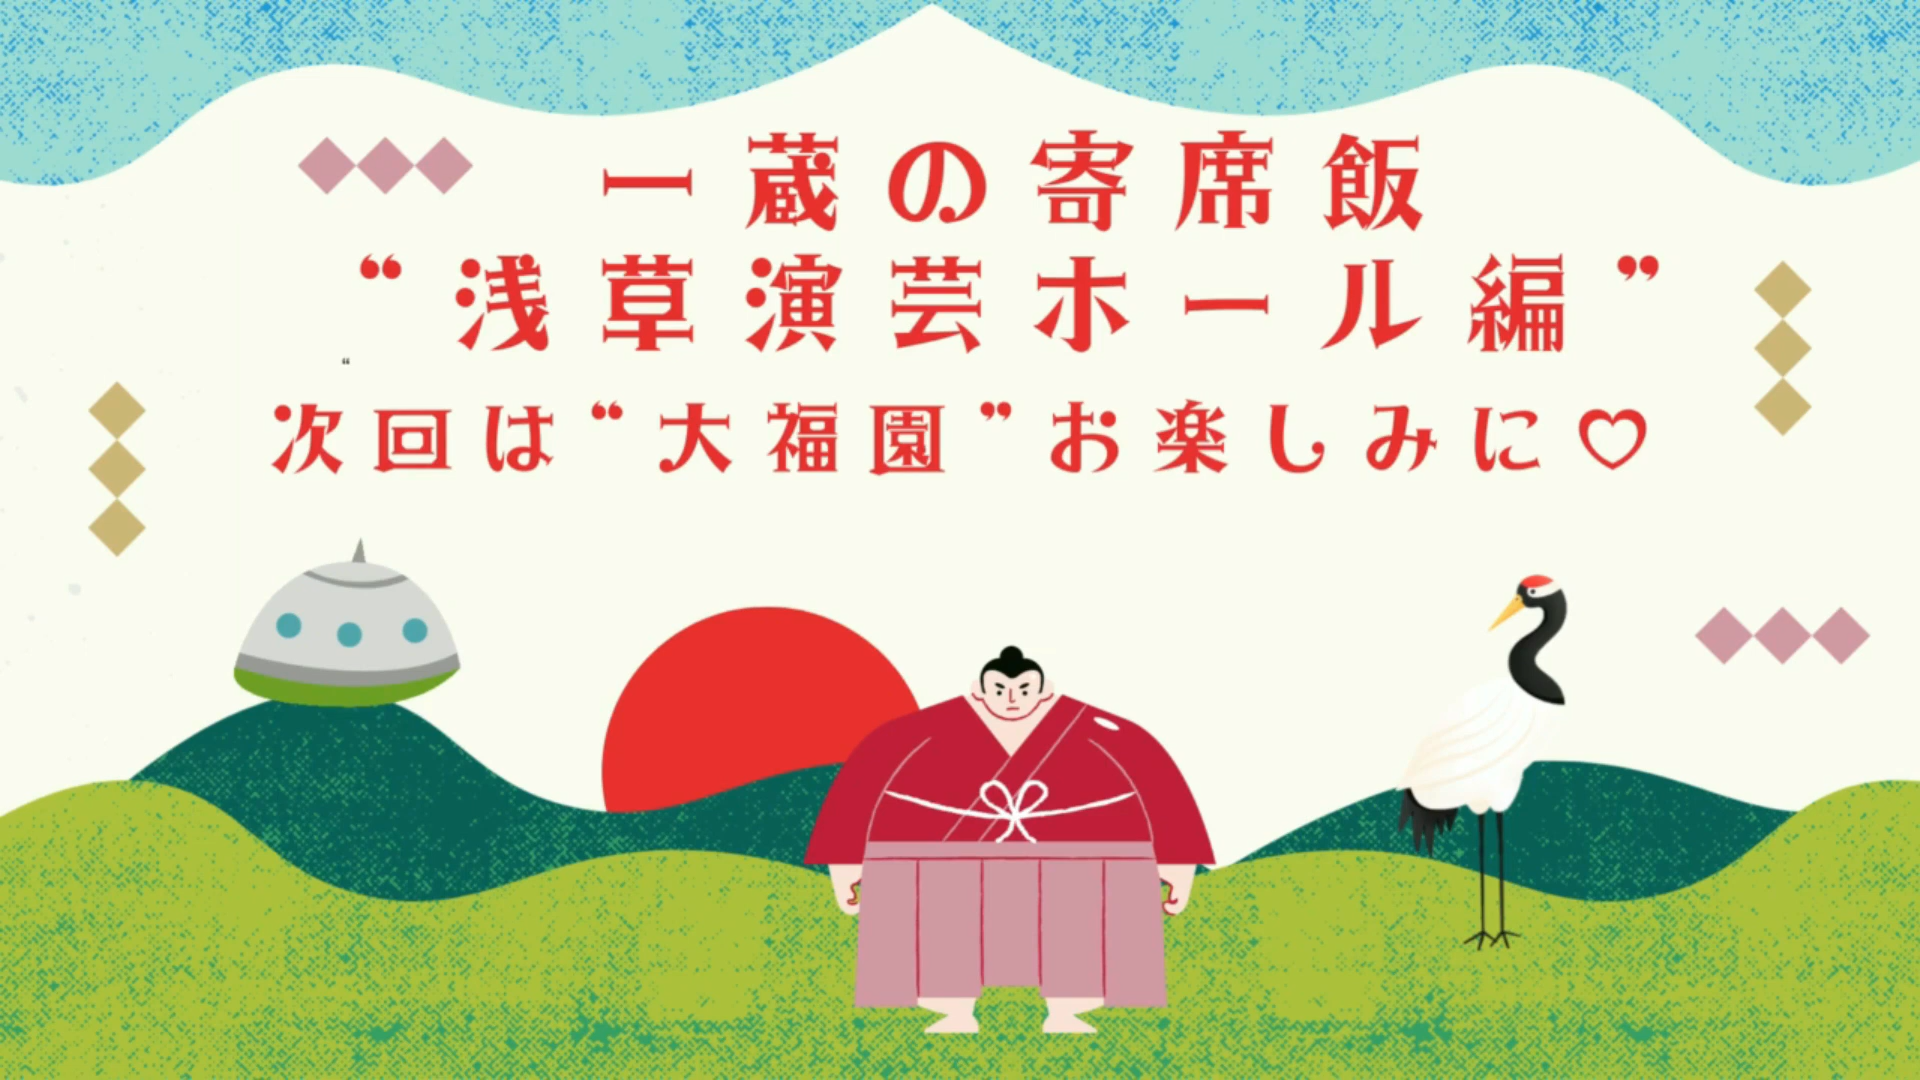 一蔵の寄席飯
“浅草演芸ホール編”
“
次回は“大福園”お楽しみに♡